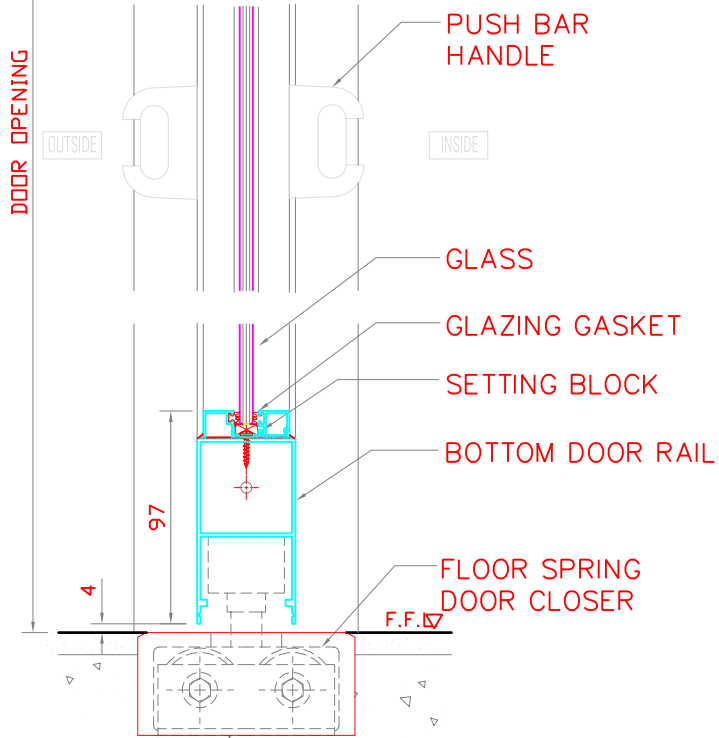 PUSH BAR
HANDLE
DOOR OPENING
OUTSIDE
INSIDE
GLASS
GLAZING GASKET
SETTING BLOCK
BOTTOM DOOR RAIL
97
4
FLOOR SPRING
DOOR CLOSER
F.F.L